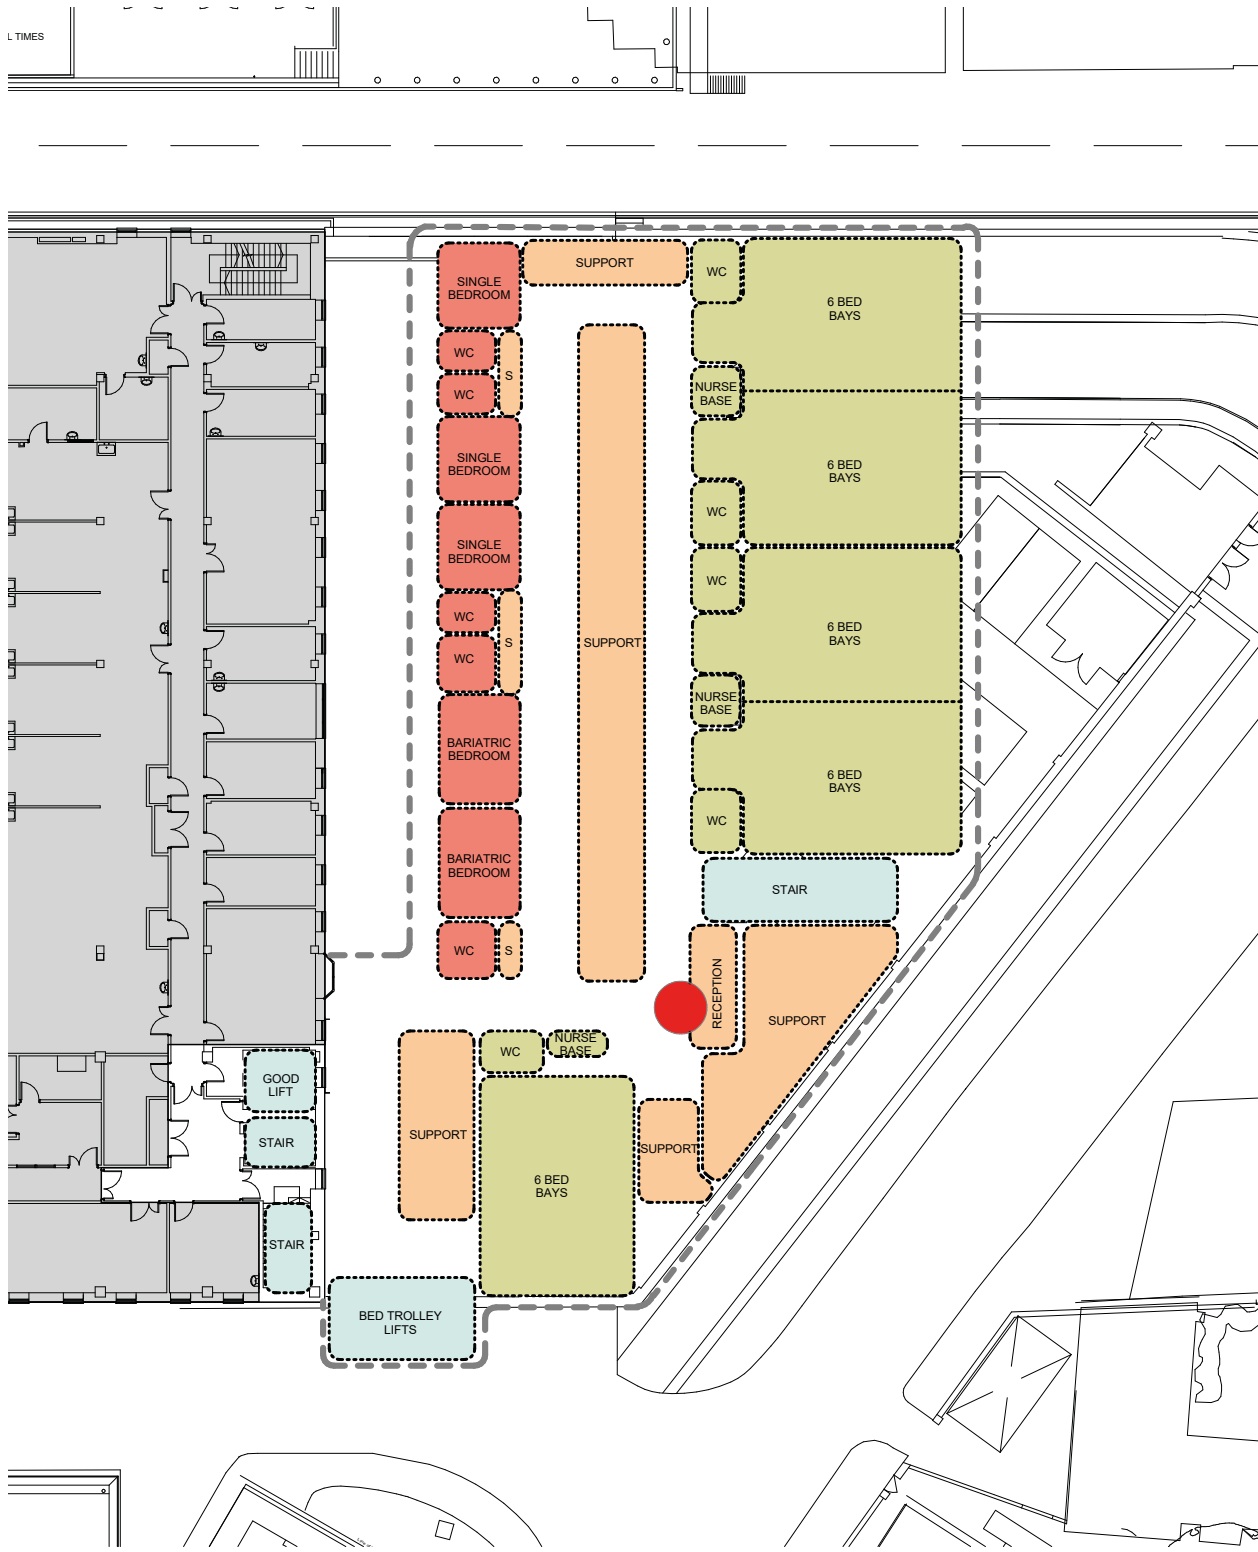 L TIMES
SUPPORT
WC
SINGLE
BEDROOM
6 BED
BAYS
WC
S
WC
NURSE
BASE
SINGLE
BEDROOM
6 BED
BAYS
WC
SINGLE
BEDROOM
WC
WC
S
WC
SUPPORT
6 BED
BAYS
NURSE
BASE
BARIATRIC
BEDROOM
6 BED
BAYS
WC
BARIATRIC
BEDROOM
STAIR
WC
S
RECEPTION
SUPPORT
NURSE
BASE
WC
GOOD
LIFT
STAIR
SUPPORT
SUPPORT
6 BED
BAYS
STAIR
BED TROLLEY
LIFTS